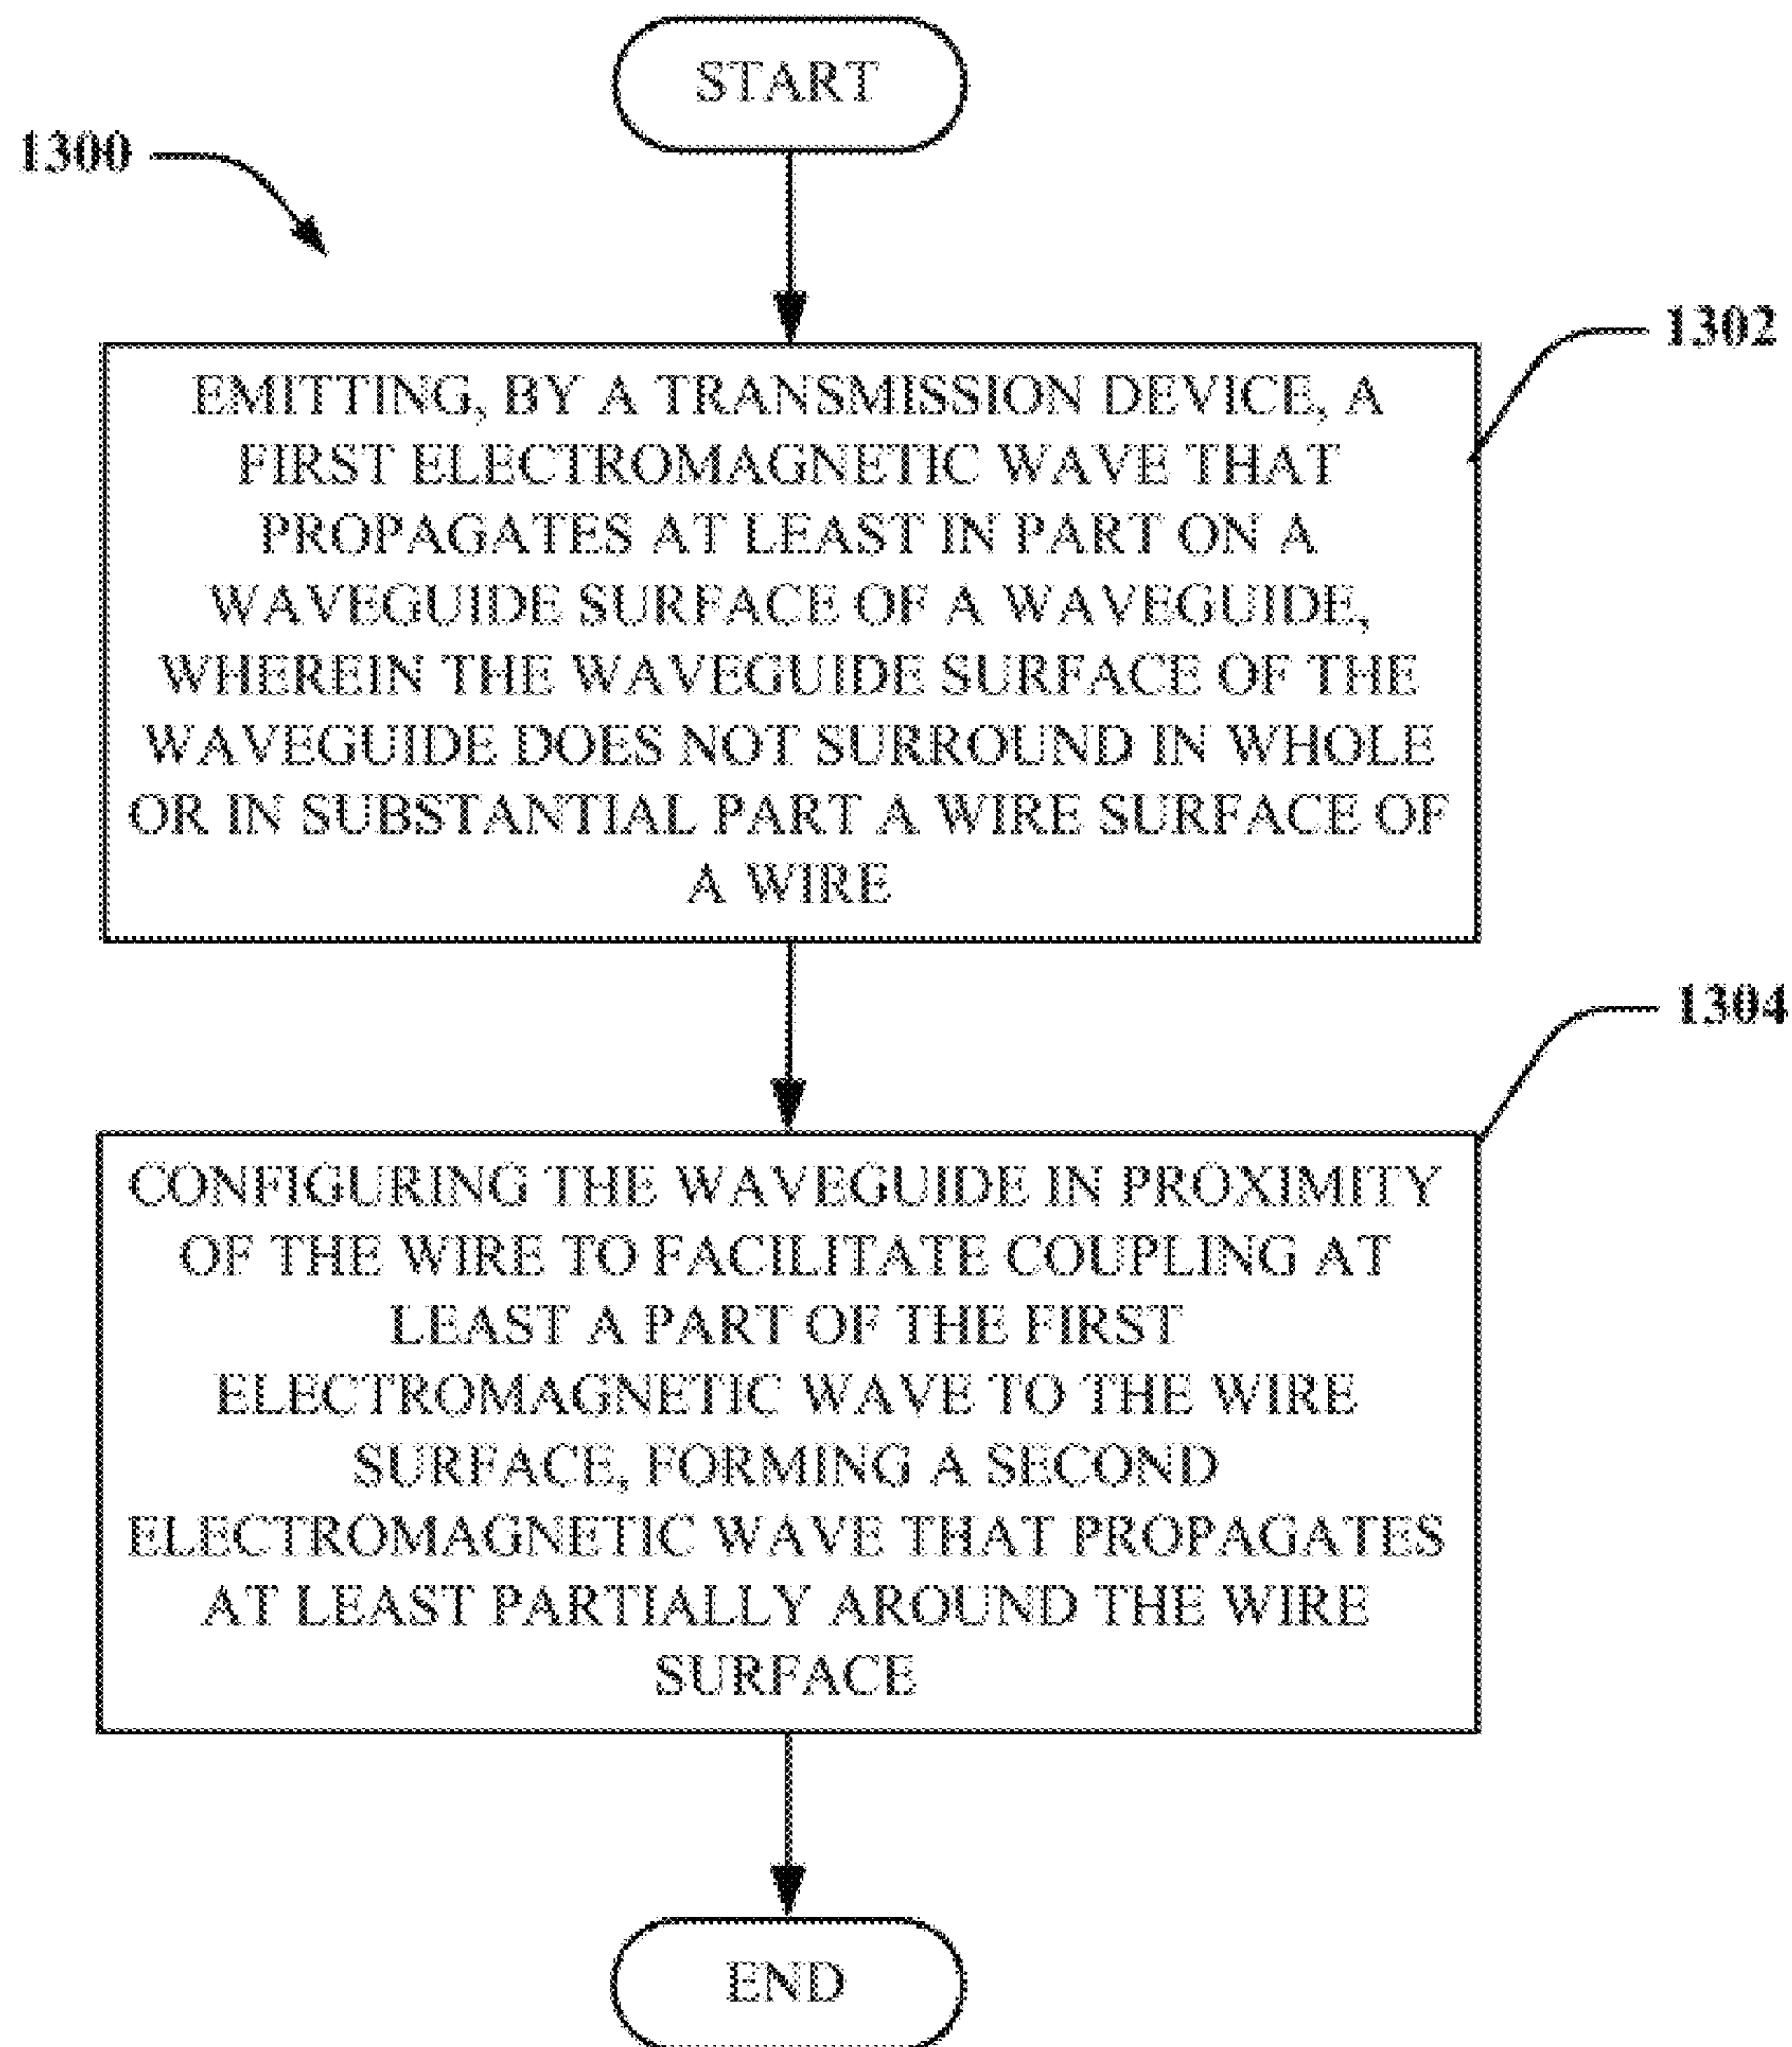 START
1300
1302
EMITTING, BY A TRANSMISSION DEVICE, A
FIRST ELECTROMAGNETIC WAVE THAT
PROPAGATES AT LEAST IN PART ON A
WAVEGUIDE SURFACE OF A WAVEGUIDE,
WHEREIN THE WAVEGUIDE SURFACE OF THE
WAVEGUIDE DOES NOT SURROUND IN WHOLE
OR IN SUBSTANTIAL PART A WIRE SURFACE OF
A WIRE
1304
CONFIGURING THE WAVEGUIDE IN PROXIMITY
OF THE WIRE TO FACILITATE COUPLING AT
LEAST A PART OF THE FIRST
ELECTROMAGNETIC WAVE TO THE WIRE
SURFACE, FORMING A SECOND
ELECTROMAGNETIC WAVE THAT PROPAGATES
AT LEAST PARTIALLY AROUND THE WIRE
SURFACE
END